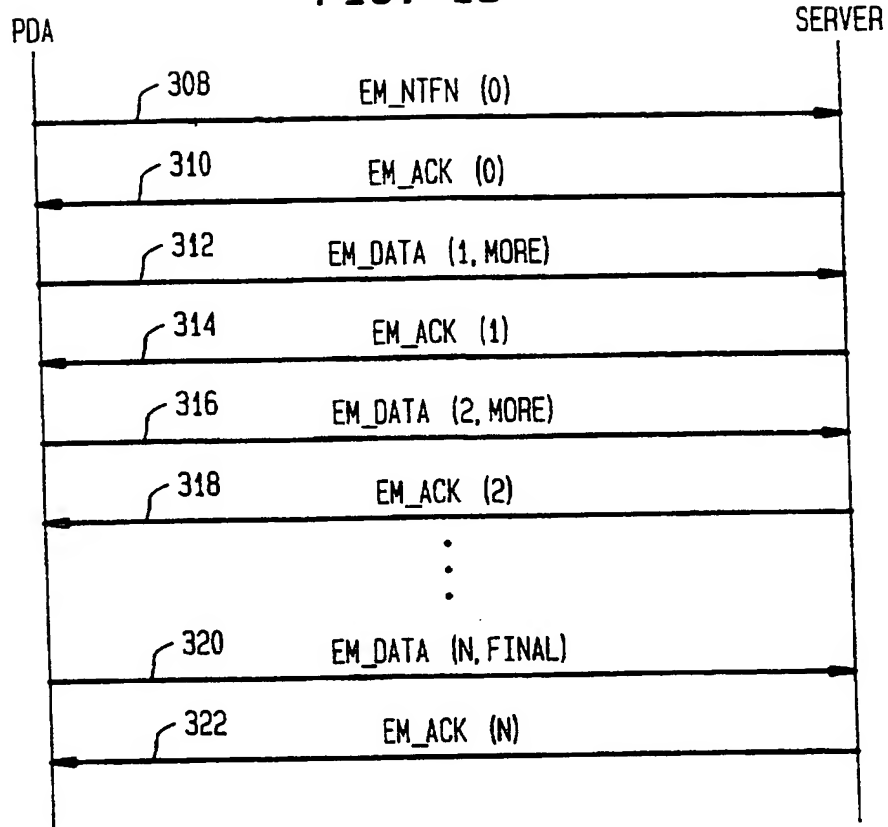 PDA
SERVER
308 EM_NTFN (0)
310 EM_ACK (0)
312 EM_DATA (1, MORE)
314 EM_ACK (1)
316 EM_DATA (2, MORE)
318 EM_ACK (2)
320 EM_DATA (N, FINAL)
322 EM_ACK (N)